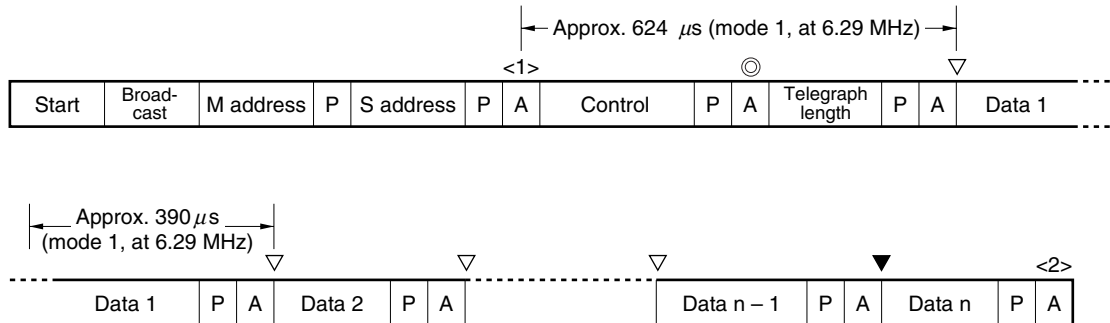 Approx. 624 μs (mode 1, at 6.29 MHz)
<1>
Start Broad- cast M address P S address P A Control P A Telegraph length P A Data 1
Approx. 390 μs
(mode 1, at 6.29 MHz)
<2>
Data 1 P A Data 2 P A Data n – 1 P A Data n P A